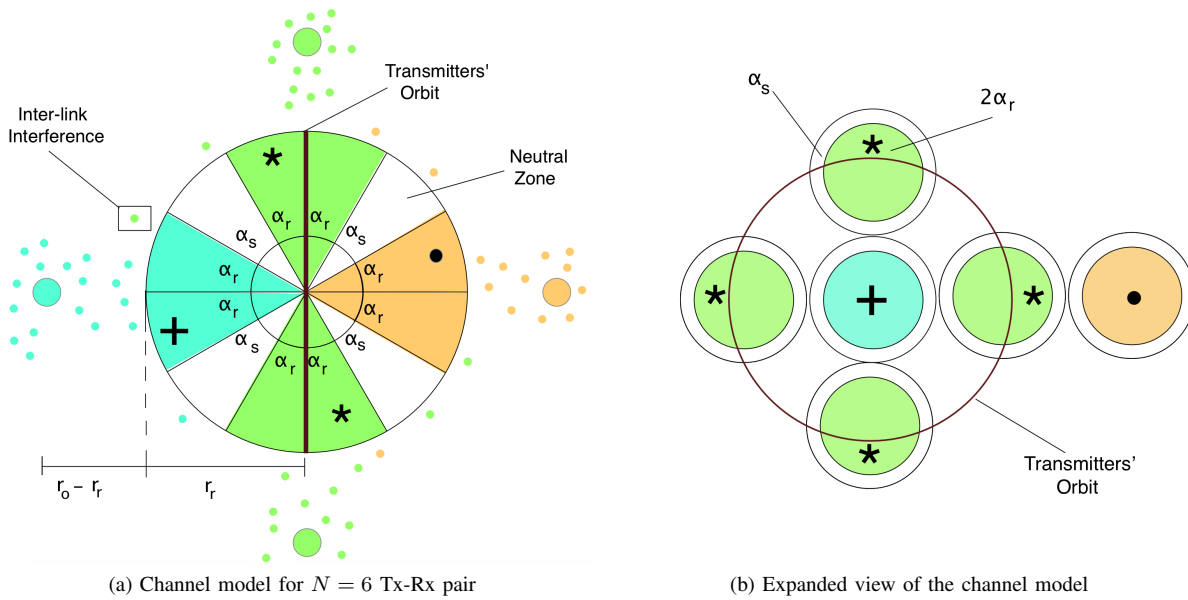 Transmitters'
Orbit
Inter-link
Interference
Neutral
Zone
*
α_r
α_r
α_s
α_s
α_r
α_r
α_r
α_r
+
α_s
α_s
α_r
α_r
*
r_o − r_r
r_r
(a) Channel model for N = 6 Tx-Rx pair
α_s
2α_r
*
*
+
*
*
Transmitters'
Orbit
(b) Expanded view of the channel model